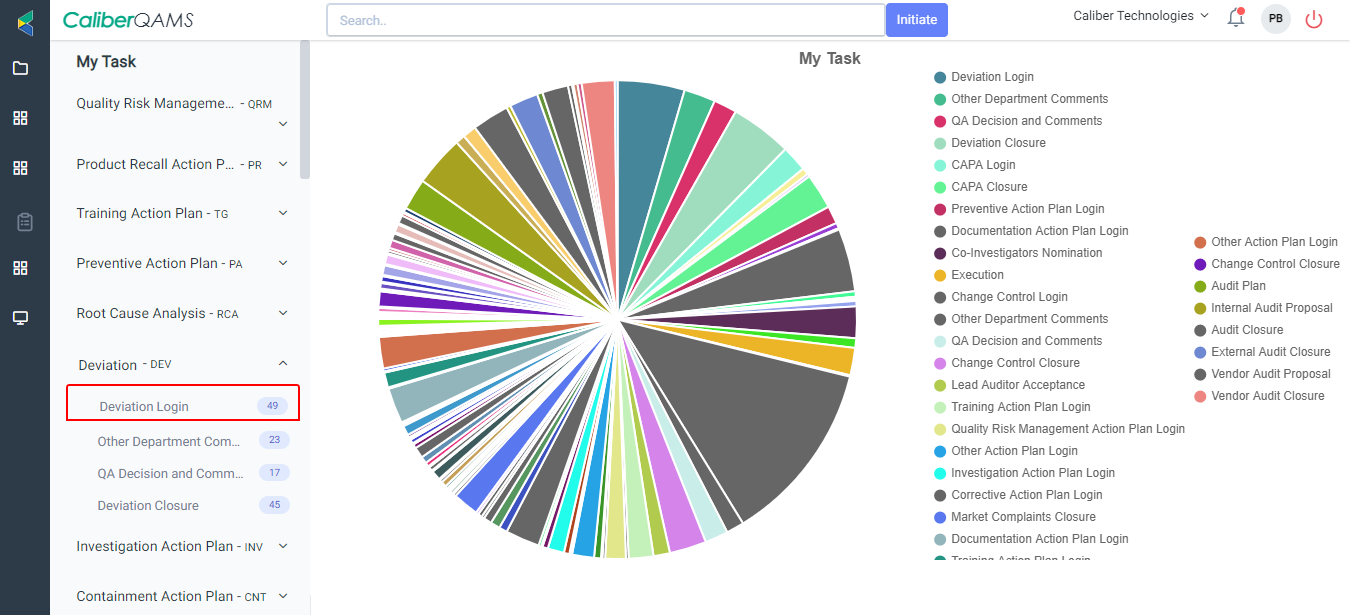 CaliberQAMS
Search..
Initiate
Caliber Technologies
PB
My Task
Quality Risk Manageme... - QRM
Product Recall Action P... - PR
Training Action Plan - TG
Preventive Action Plan - PA
Root Cause Analysis - RCA
Deviation - DEV
Deviation Login 49
Other Department Com... 23
QA Decision and Comm... 17
Deviation Closure 45
Investigation Action Plan - INV
Containment Action Plan - CNT
My Task
Deviation Login
Other Department Comments
QA Decision and Comments
Deviation Closure
CAPA Login
CAPA Closure
Preventive Action Plan Login
Documentation Action Plan Login
Co-Investigators Nomination
Execution
Change Control Login
Other Department Comments
QA Decision and Comments
Change Control Closure
Lead Auditor Acceptance
Training Action Plan Login
Quality Risk Management Action Plan Login
Other Action Plan Login
Investigation Action Plan Login
Corrective Action Plan Login
Market Complaints Closure
Documentation Action Plan Login
Training Action Plan Login
Other Action Plan Login
Change Control Closure
Audit Plan
Internal Audit Proposal
Audit Closure
External Audit Closure
Vendor Audit Proposal
Vendor Audit Closure